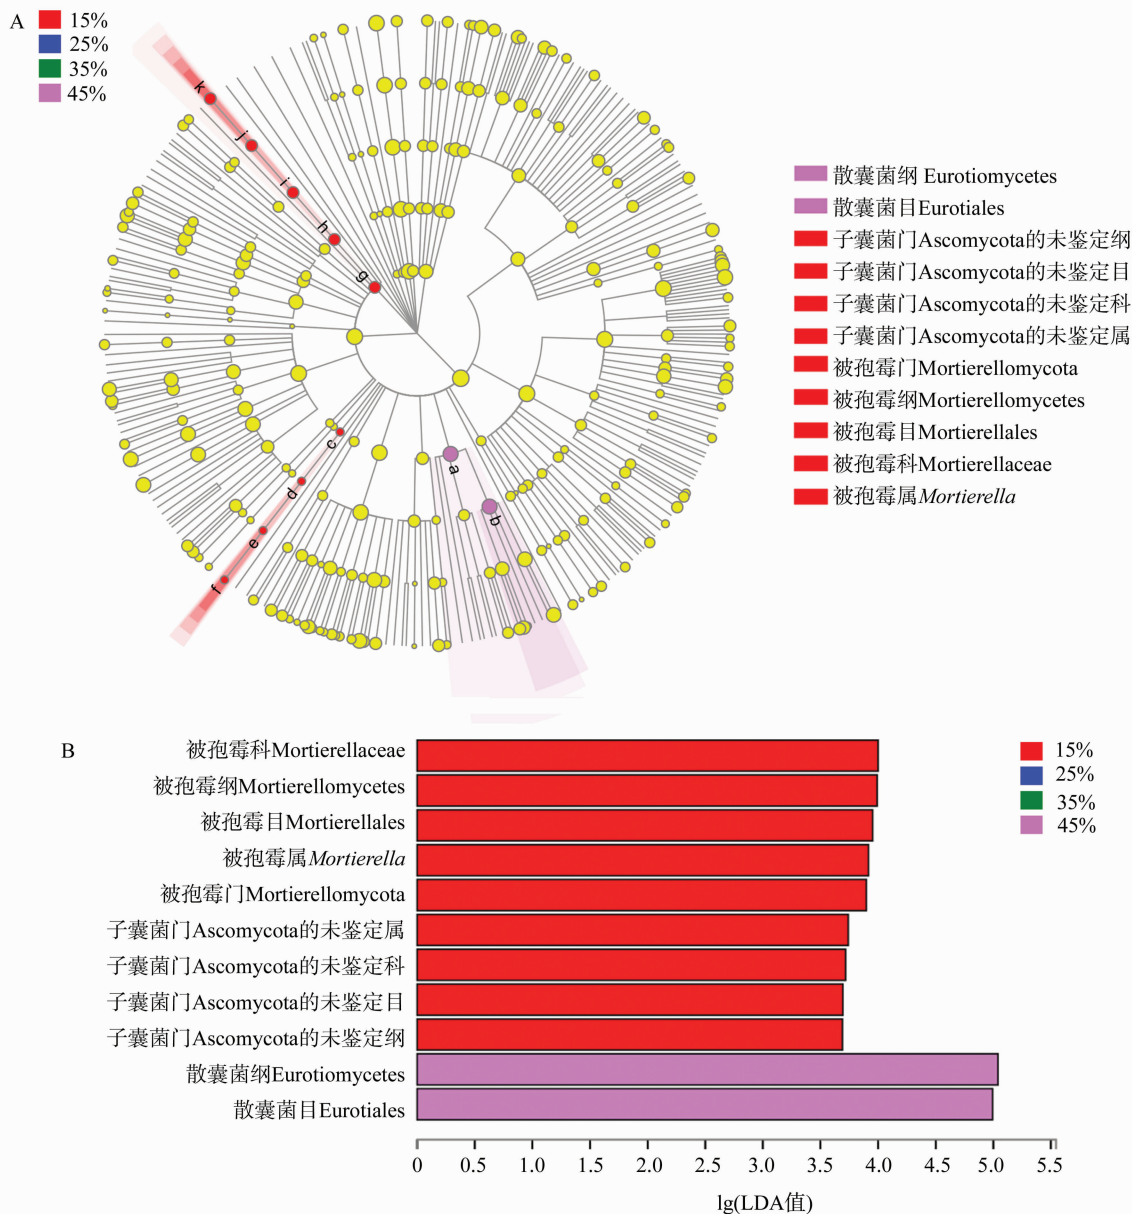 A
15%
25%
35%
45%
k
j
i
h
g
c
d
e
f
a
b
散囊菌纲 Eurotiomycetes
散囊菌目Eurotiales
子囊菌门Ascomycota的未鉴定纲
子囊菌门Ascomycota的未鉴定目
子囊菌门Ascomycota的未鉴定科
子囊菌门Ascomycota的未鉴定属
被孢霉门Mortierellomycota
被孢霉纲Mortierellomycetes
被孢霉目Mortierellales
被孢霉科Mortierellaceae
被孢霉属Mortierella
B
被孢霉科Mortierellaceae
被孢霉纲Mortierellomycetes
被孢霉目Mortierellales
被孢霉属Mortierella
被孢霉门Mortierellomycota
子囊菌门Ascomycota的未鉴定属
子囊菌门Ascomycota的未鉴定科
子囊菌门Ascomycota的未鉴定目
子囊菌门Ascomycota的未鉴定纲
散囊菌纲Eurotiomycetes
散囊菌目Eurotiales
15%
25%
35%
45%
0 0.5 1.0 1.5 2.0 2.5 3.0 3.5 4.0 4.5 5.0 5.5
lg(LDA值)